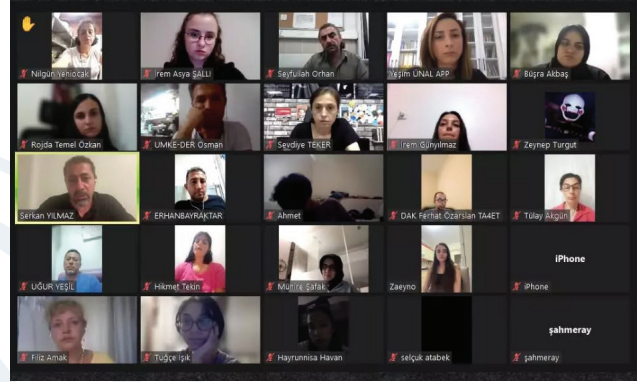 Nilgün Yeniocak
İrem Asya ŞALLI
Seyfullah Orhan
Yeşim ÜNAL APP
Büşra Akbaş
Rojda Temel Özkan
UMKE-DER Osman
Sevdiye TEKER
İrem Günyılmaz
Zeynep Turgut
Serkan YILMAZ
ERHANBAYRAKTAR
Ahmet
DAK Ferhat Özarslan TA4ET
Tülay Akgün
UĞUR YEŞİL
Hikmet Tekin
Münire Şafak
Zaeyno
iPhone
iPhone
Filiz Amak
Tuğçe Işık
Hayrunnisa Havan
selçuk atabek
şahmeray
şahmeray